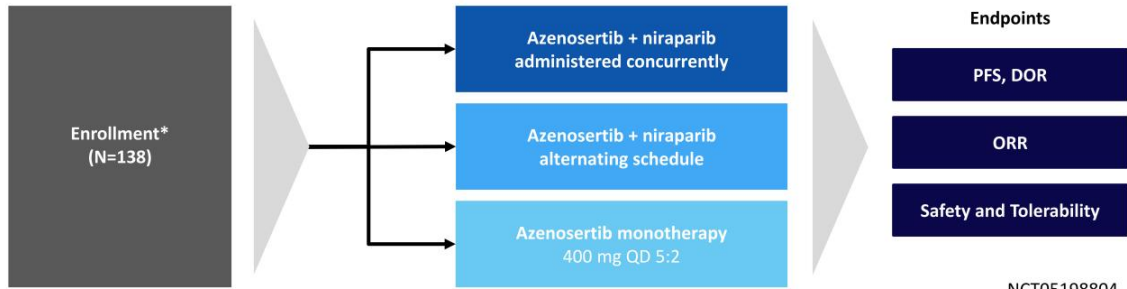 Enrollment*
(N=138)
Azenosertib + niraparib
administered concurrently
Azenosertib + niraparib
alternating schedule
Azenosertib monotherapy
400 mg QD 5:2
Endpoints
PFS, DOR
ORR
Safety and Tolerability
NCT05198804